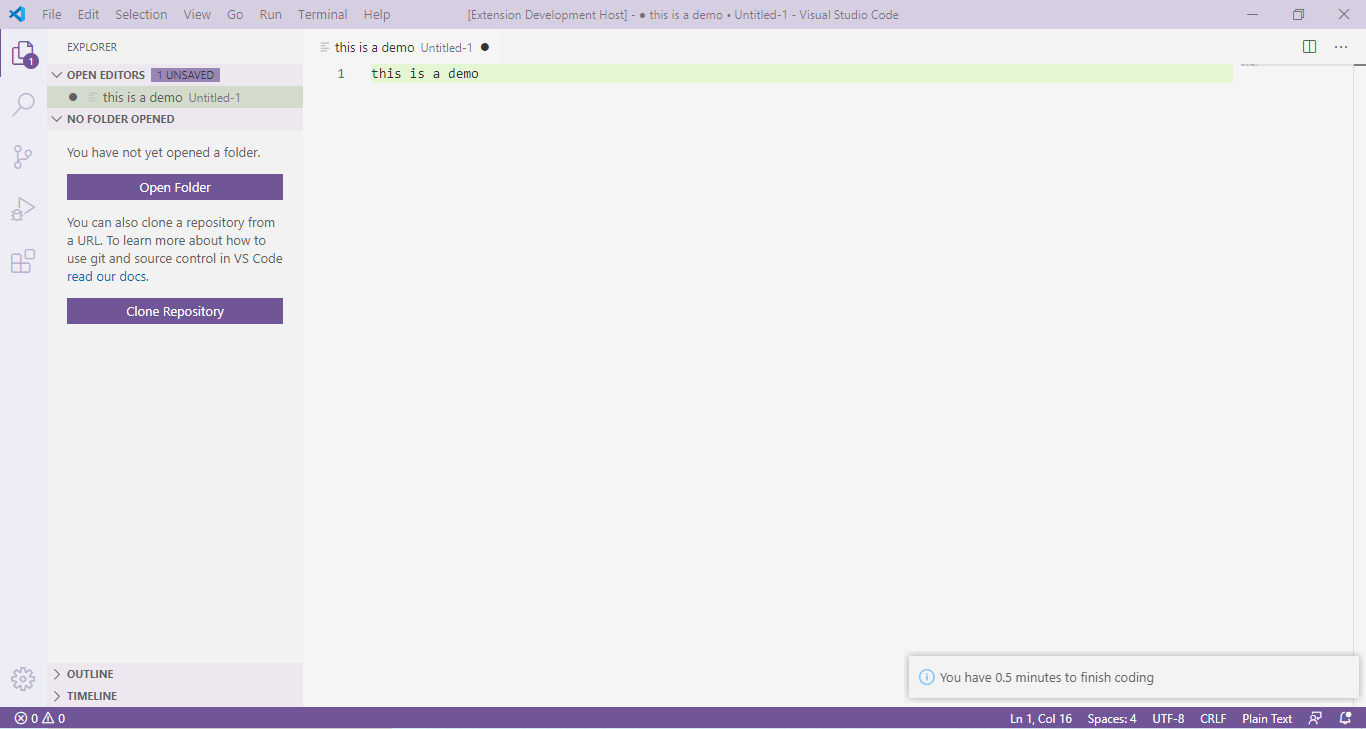 File Edit Selection View Go Run Terminal Help [Extension Development Host] - ● this is a demo • Untitled-1 - Visual Studio Code
1
EXPLORER
OPEN EDITORS 1 UNSAVED
this is a demo Untitled-1
NO FOLDER OPENED
You have not yet opened a folder.
Open Folder
You can also clone a repository from
a URL. To learn more about how to
use git and source control in VS Code
read our docs.
Clone Repository
OUTLINE
TIMELINE
this is a demo Untitled-1 ●
1 this is a demo
You have 0.5 minutes to finish coding
0 0 Ln 1, Col 16 Spaces: 4 UTF-8 CRLF Plain Text